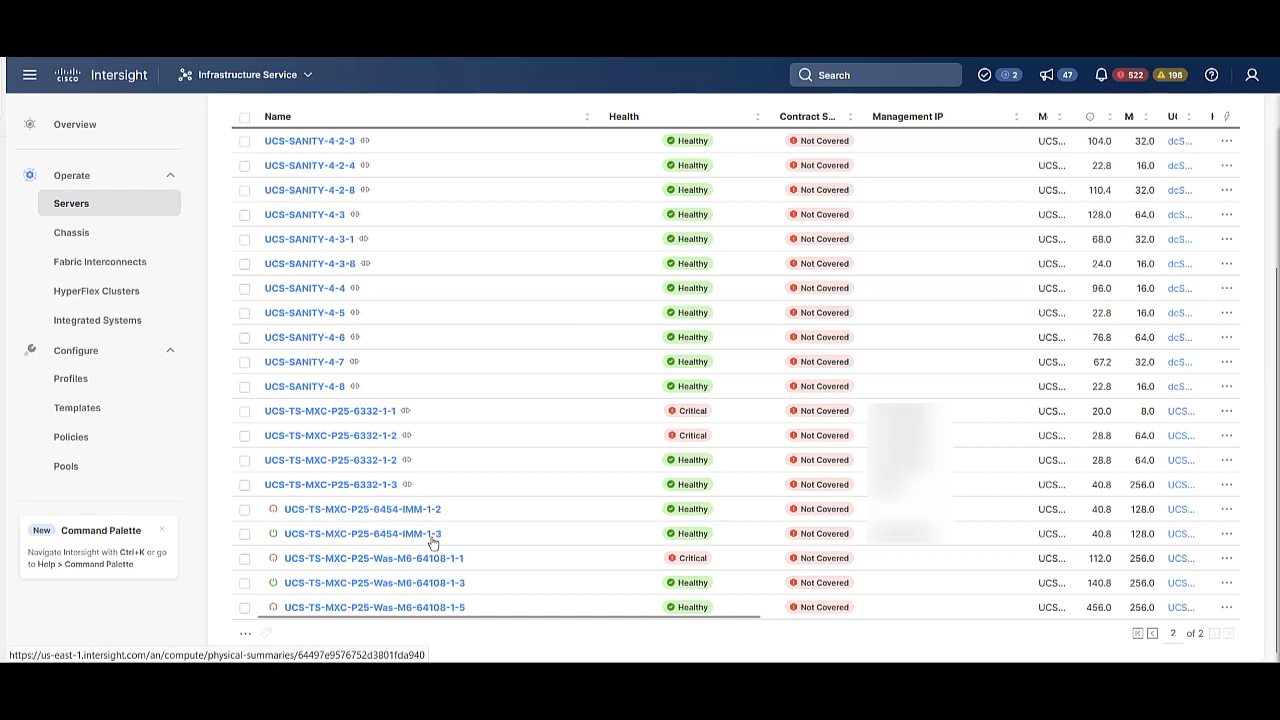 CISCO Intersight Infrastructure Service Search 2 47 522 196
Overview
Operate
Servers
Chassis
Fabric Interconnects
HyperFlex Clusters
Integrated Systems
Configure
Profiles
Templates
Policies
Pools
New Command Palette ×
Navigate Intersight with Ctrl+K or go
to Help > Command Palette
Name Health Contract S... Management IP
UCS-SANITY-4-2-3 Healthy Not Covered UCS... 104.0 32.0 dcS... ...
UCS-SANITY-4-2-4 Healthy Not Covered UCS... 22.8 16.0 dcS... ...
UCS-SANITY-4-2-8 Healthy Not Covered UCS... 110.4 32.0 dcS... ...
UCS-SANITY-4-3 Healthy Not Covered UCS... 128.0 64.0 dcS... ...
UCS-SANITY-4-3-1 Healthy Not Covered UCS... 68.0 32.0 dcS... ...
UCS-SANITY-4-3-8 Healthy Not Covered UCS... 24.0 16.0 dcS... ...
UCS-SANITY-4-4 Healthy Not Covered UCS... 96.0 16.0 dcS... ...
UCS-SANITY-4-5 Healthy Not Covered UCS... 22.8 16.0 dcS... ...
UCS-SANITY-4-6 Healthy Not Covered UCS... 76.8 64.0 dcS... ...
UCS-SANITY-4-7 Healthy Not Covered UCS... 67.2 32.0 dcS... ...
UCS-SANITY-4-8 Healthy Not Covered UCS... 22.8 16.0 dcS... ...
UCS-TS-MXC-P25-6332-1-1 Critical Not Covered UCS... 20.0 8.0 UCS... ...
UCS-TS-MXC-P25-6332-1-2 Critical Not Covered UCS... 28.8 64.0 UCS... ...
UCS-TS-MXC-P25-6332-1-2 Healthy Not Covered UCS... 28.8 64.0 UCS... ...
UCS-TS-MXC-P25-6332-1-3 Healthy Not Covered UCS... 40.8 256.0 UCS... ...
UCS-TS-MXC-P25-6454-IMM-1-2 Healthy Not Covered UCS... 40.8 128.0 UCS... ...
UCS-TS-MXC-P25-6454-IMM-1-3 Healthy Not Covered UCS... 40.8 128.0 UCS... ...
UCS-TS-MXC-P25-Was-M6-64108-1-1 Critical Not Covered UCS... 112.0 256.0 UCS... ...
UCS-TS-MXC-P25-Was-M6-64108-1-3 Healthy Not Covered UCS... 140.8 256.0 UCS... ...
UCS-TS-MXC-P25-Was-M6-64108-1-5 Healthy Not Covered UCS... 456.0 256.0 UCS... ...
... 2 of 2
https://us-east-1.intersight.com/an/compute/physical-summaries/64497e9576752d3801fda940